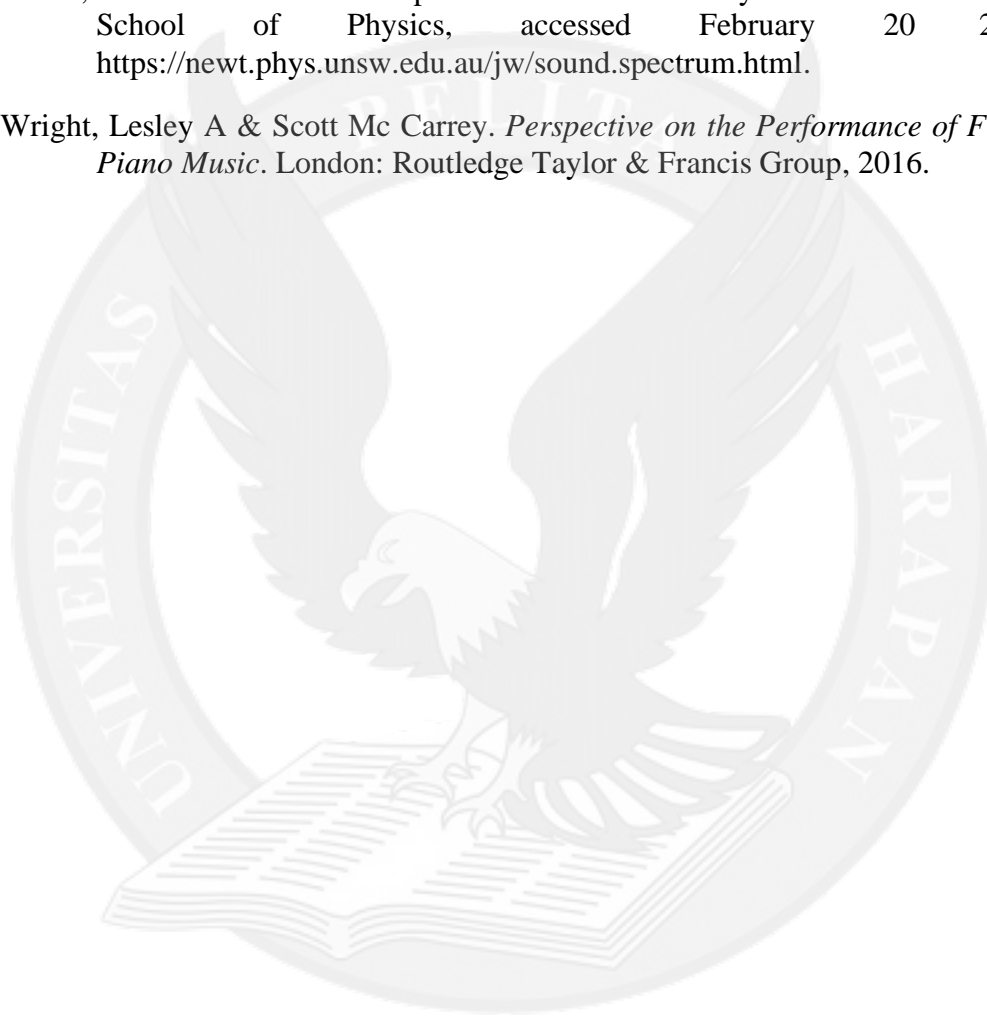 School of Physics, accessed February 20
https://newt.phys.unsw.edu.au/jw/sound.spectrum.html.
Wright, Lesley A & Scott Mc Carrey. Perspective on the Performance of F
Piano Music. London: Routledge Taylor & Francis Group, 2016.
UNIVERSITAS PELITA HARAPAN